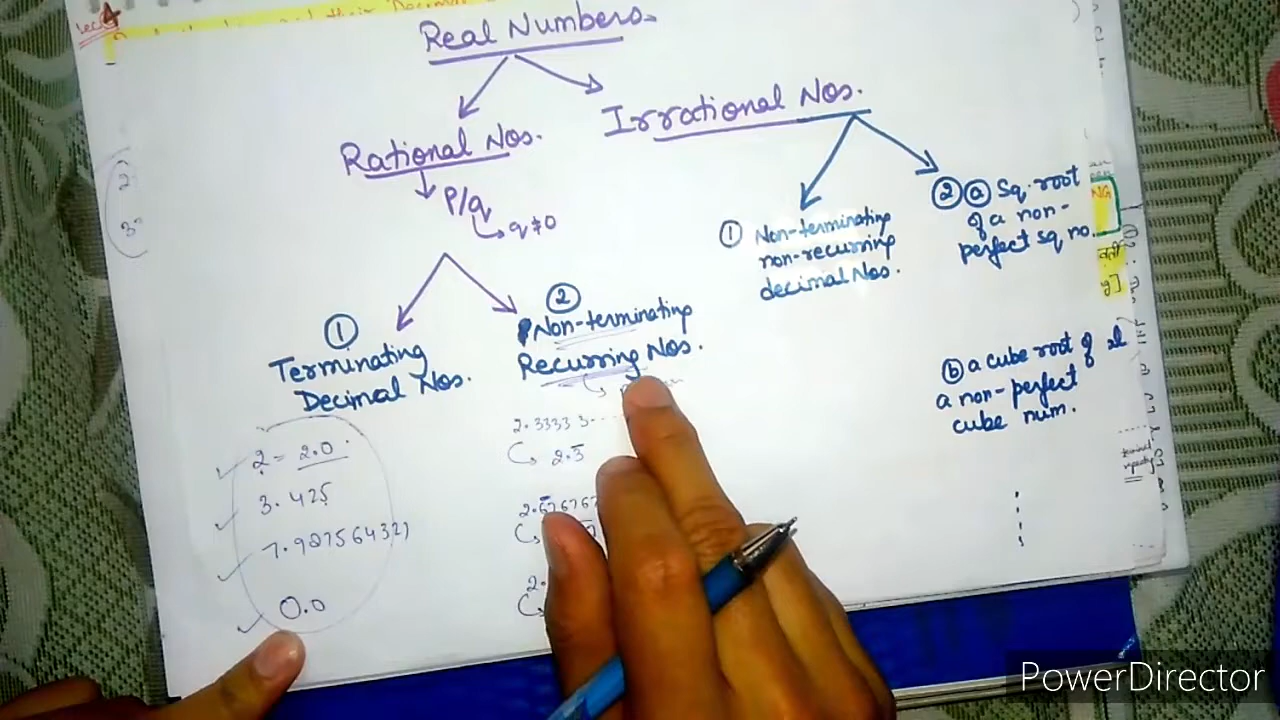 Real Numbers.
Rational Nos.
Irrational Nos.
P/q
q≠0
① Non-terminating
non-recurring
decimal Nos.
② ⓐ Sq. root
of a non-
perfect sq no.
ⓑ a cube root of
a non-perfect
cube num.
①
Terminating
Decimal Nos.
2 = 2.0
3.425
7.927564321
0.0
②
Non-terminating
Recurring Nos.
2.33333...
2.3̅
PowerDirector